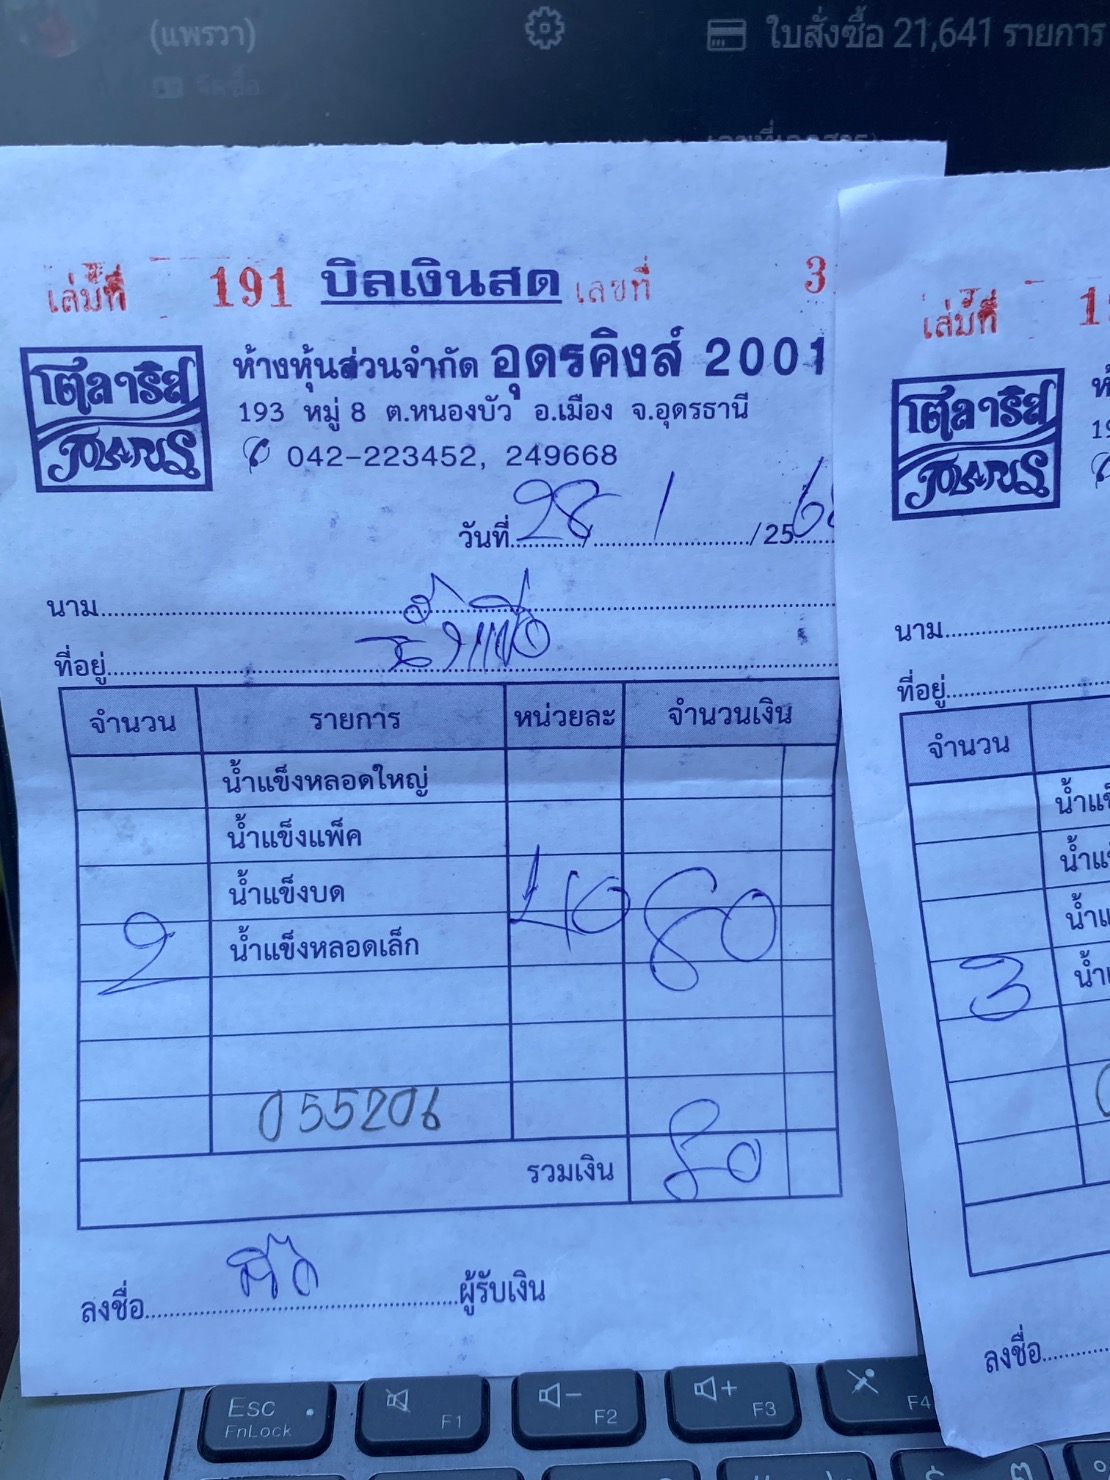 (แพรวา)
ใบสั่งซื้อ 21,641 รายการ
เล่มที่ 191 บิลเงินสด เลขที่ 3
โตลาริส
ห้างหุ้นส่วนจำกัด อุดรคิงส์ 2001
193 หมู่ 8 ต.หนองบัว อ.เมือง จ.อุดรธานี
042-223452, 249668
วันที่ 28 / 1 /25
นาม
ที่อยู่
จำนวน รายการ หน่วยละ จำนวนเงิน
น้ำแข็งหลอดใหญ่
น้ำแข็งแพ็ค
น้ำแข็งบด
2 น้ำแข็งหลอดเล็ก 40 80
055206
รวมเงิน 80
ลงชื่อ ผู้รับเงิน
เล่มที่
โตลาริส
นาม
ที่อยู่
จำนวน
3
ลงชื่อ
Esc
FnLock
F1
F2
F3
F4